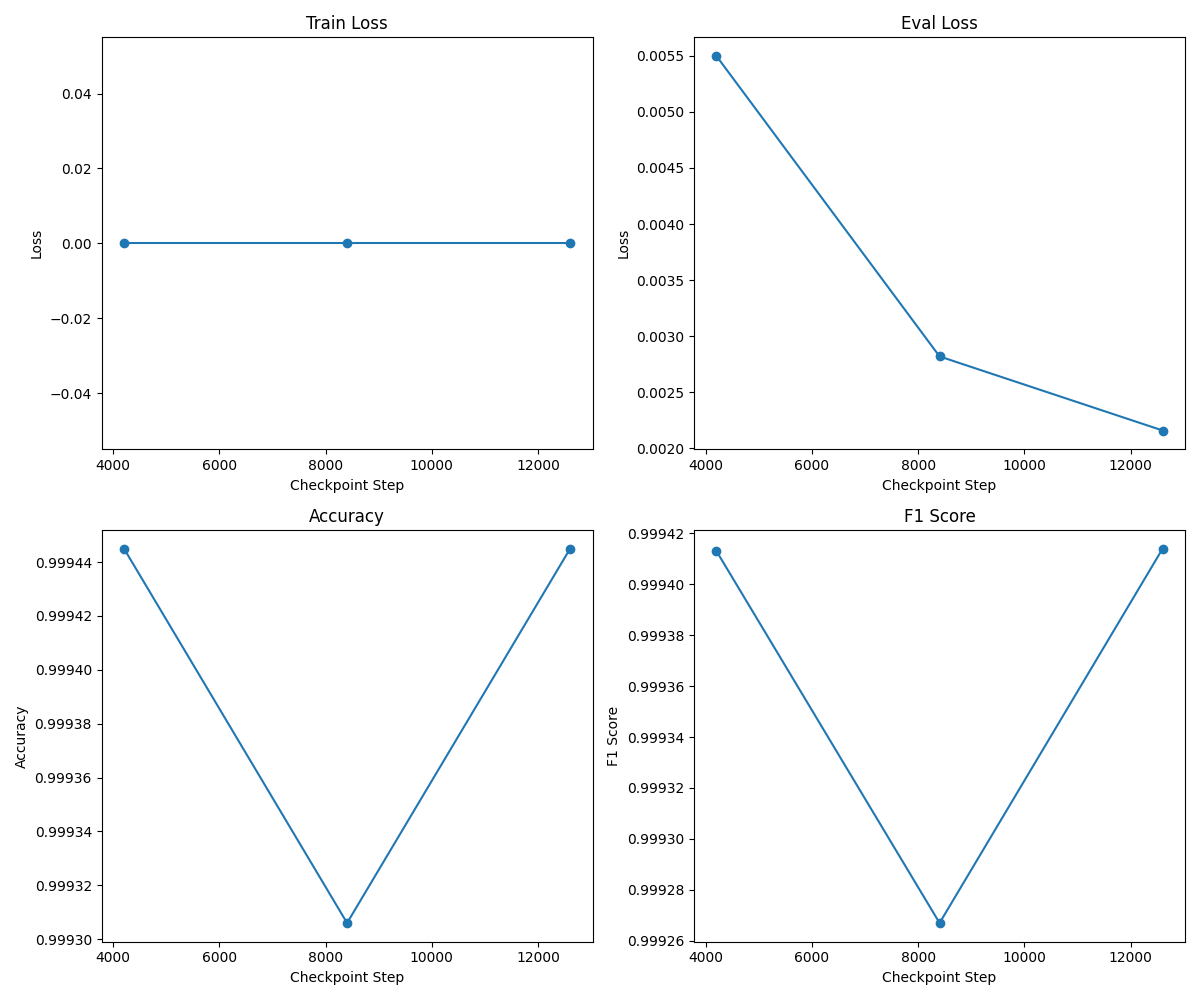 Train Loss
Loss
0.04
0.02
0.00
−0.02
−0.04
4000 6000 8000 10000 12000
Checkpoint Step
Eval Loss
Loss
0.0055
0.0050
0.0045
0.0040
0.0035
0.0030
0.0025
0.0020
4000 6000 8000 10000 12000
Checkpoint Step
Accuracy
Accuracy
0.99944
0.99942
0.99940
0.99938
0.99936
0.99934
0.99932
0.99930
4000 6000 8000 10000 12000
Checkpoint Step
F1 Score
F1 Score
0.99942
0.99940
0.99938
0.99936
0.99934
0.99932
0.99930
0.99928
0.99926
4000 6000 8000 10000 12000
Checkpoint Step